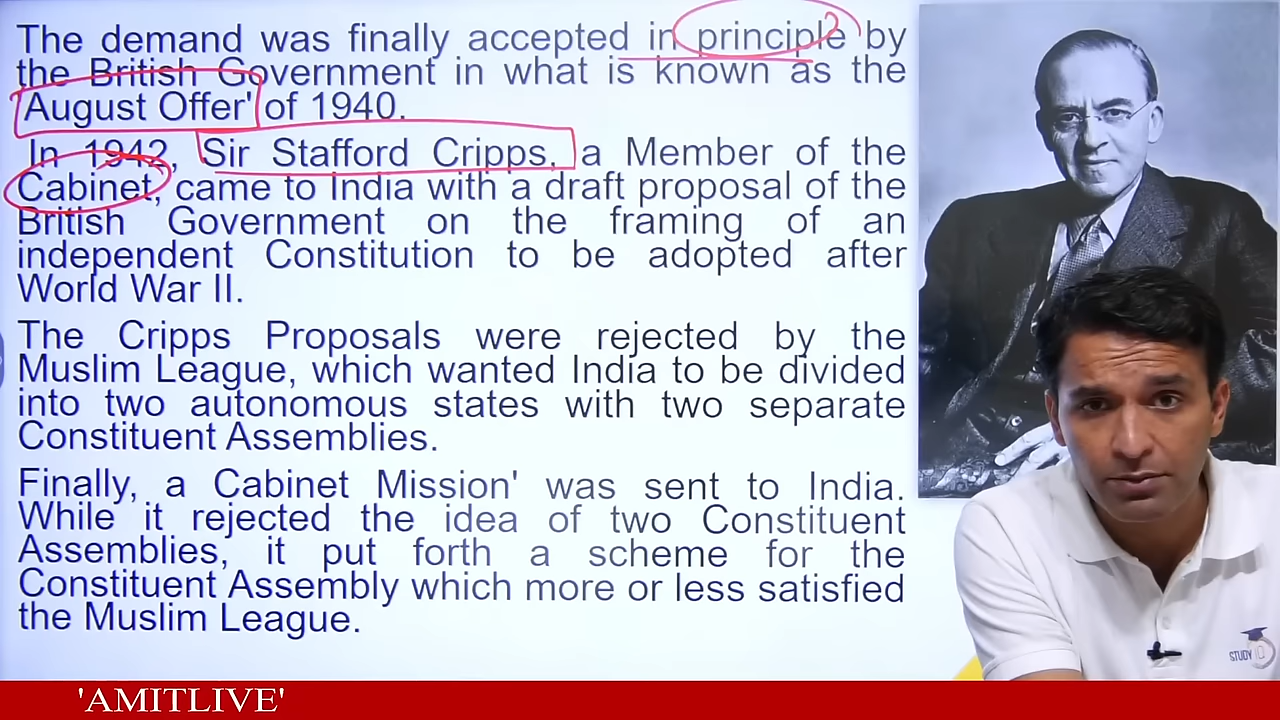 The demand was finally accepted in principle by
the British Government in what is known as the
August Offer' of 1940.
In 1942, Sir Stafford Cripps, a Member of the
Cabinet, came to India with a draft proposal of the
British Government on the framing of an
independent Constitution to be adopted after
World War II.
The Cripps Proposals were rejected by the
Muslim League, which wanted India to be divided
into two autonomous states with two separate
Constituent Assemblies.
Finally, a Cabinet Mission' was sent to India.
While it rejected the idea of two Constituent
Assemblies, it put forth a scheme for the
Constituent Assembly which more or less satisfied
the Muslim League.
STUDY IQ
'AMITLIVE'